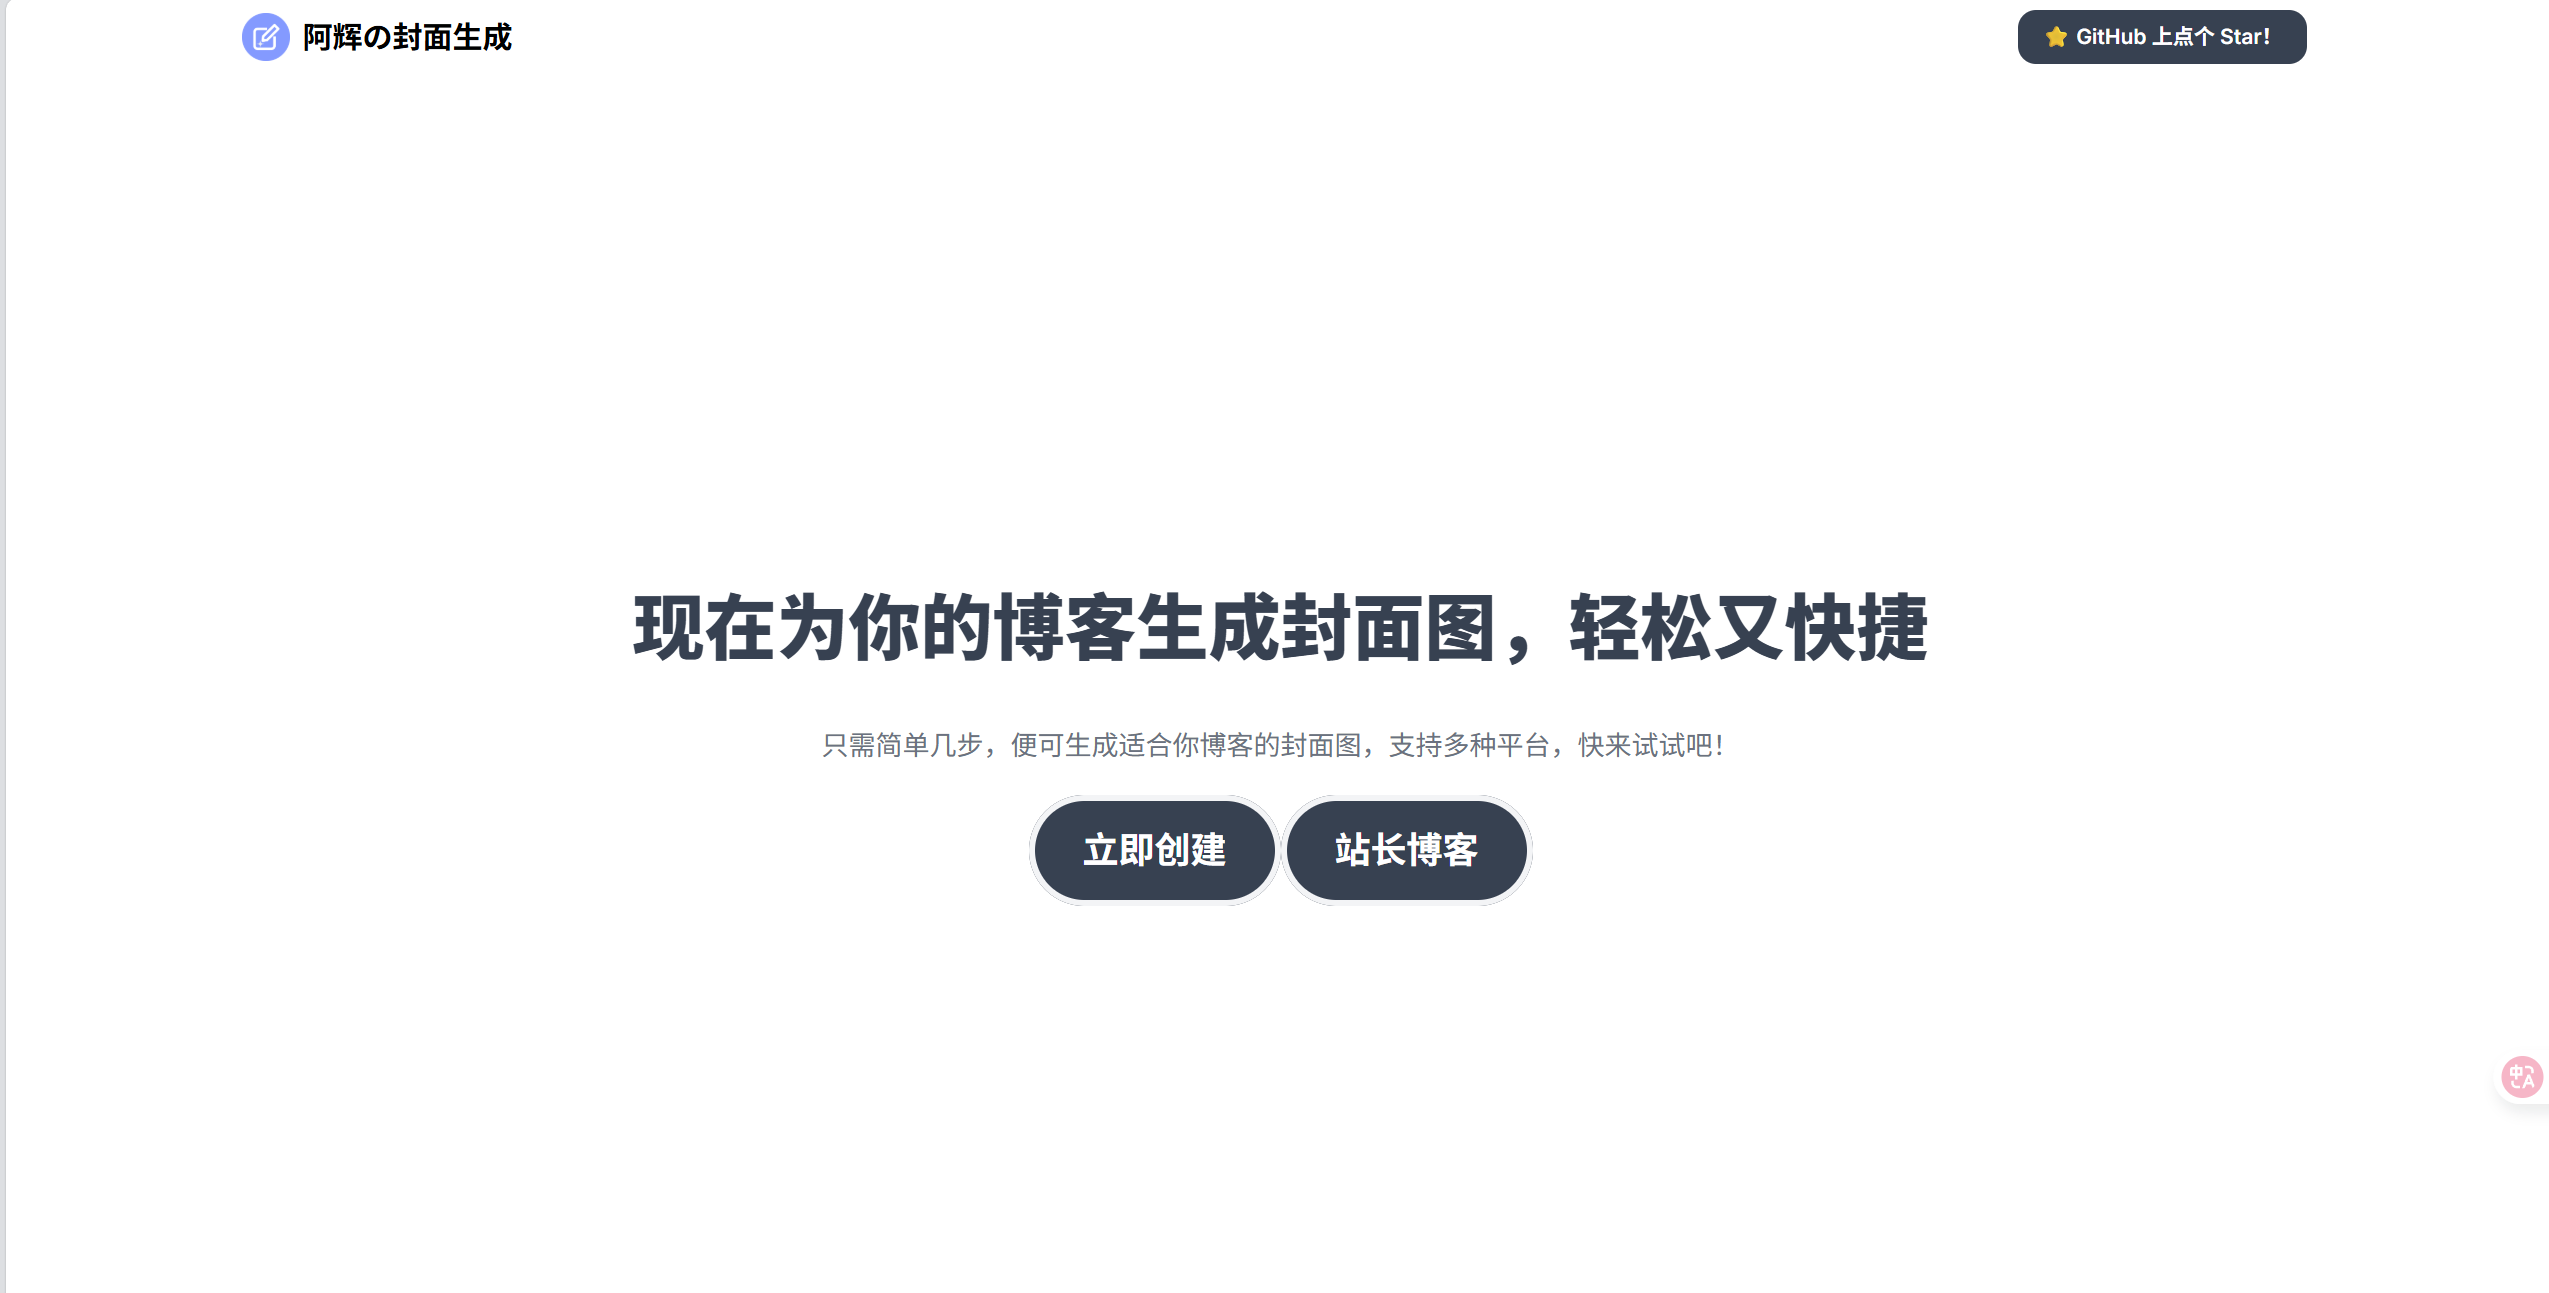 阿辉の封面生成
⭐ GitHub 上点个 Star!
现在为你的博客生成封面图，轻松又快捷
只需简单几步，便可生成适合你博客的封面图，支持多种平台，快来试试吧！
立即创建
站长博客
中 A